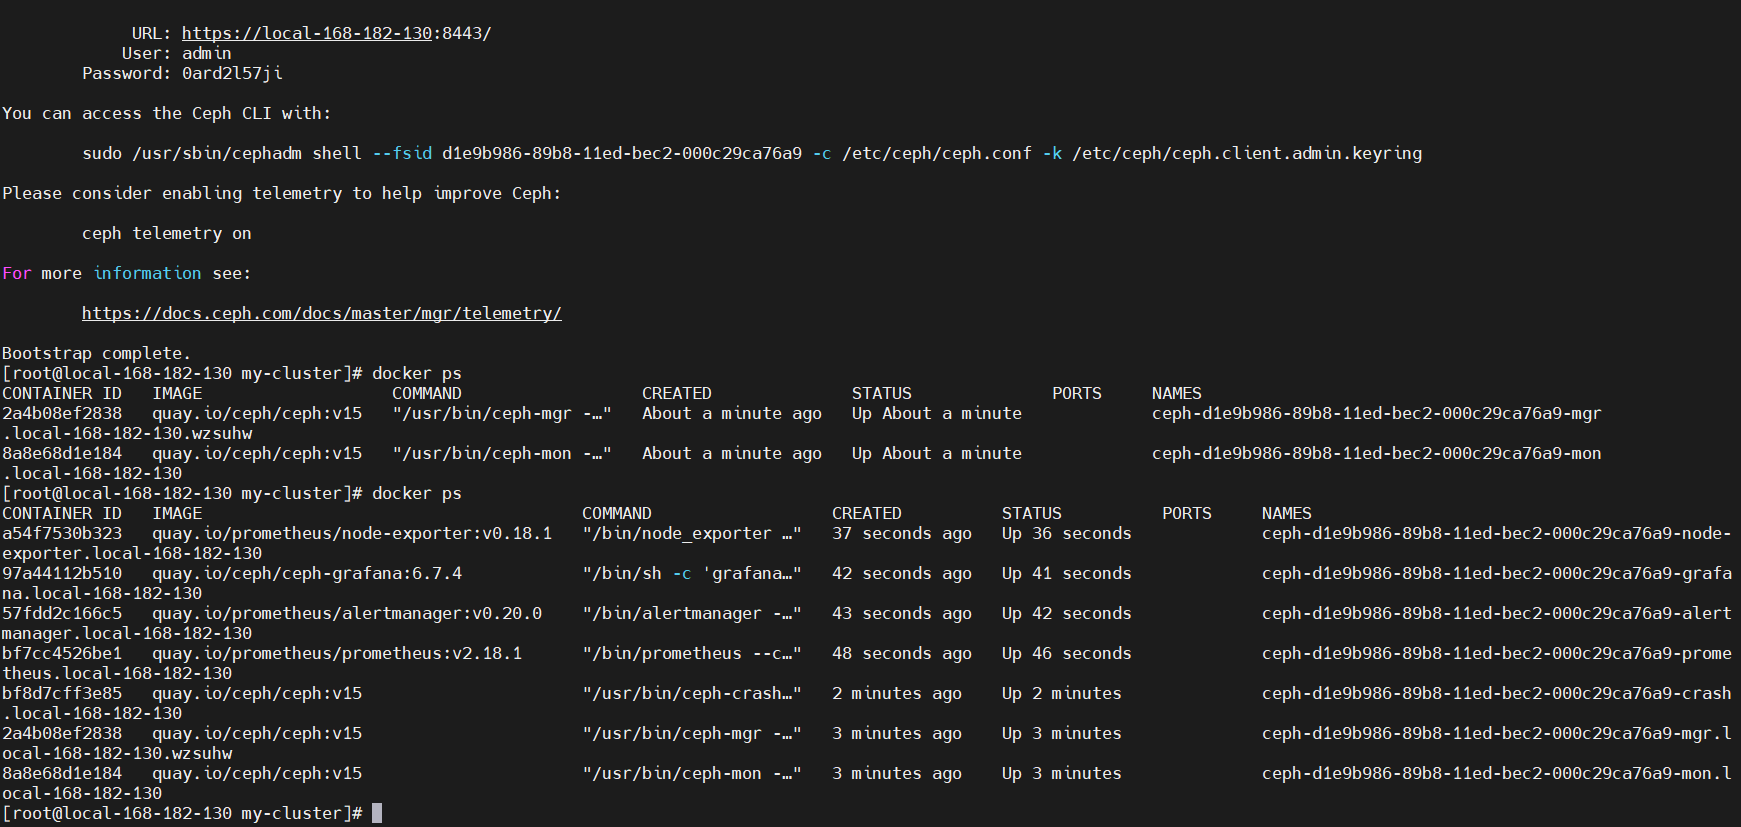 URL: https://local-168-182-130:8443/
User: admin
Password: 0ard2l57ji
You can access the Ceph CLI with:
sudo /usr/sbin/cephadm shell --fsid d1e9b986-89b8-11ed-bec2-000c29ca76a9 -c /etc/ceph/ceph.conf -k /etc/ceph/ceph.client.admin.keyring
Please consider enabling telemetry to help improve Ceph:
ceph telemetry on
For more information see:
https://docs.ceph.com/docs/master/mgr/telemetry/
Bootstrap complete.
[root@local-168-182-130 my-cluster]# docker ps
CONTAINER ID   IMAGE                   COMMAND                  CREATED              STATUS              PORTS     NAMES
2a4b08ef2838   quay.io/ceph/ceph:v15   "/usr/bin/ceph-mgr -…"   About a minute ago   Up About a minute             ceph-d1e9b986-89b8-11ed-bec2-000c29ca76a9-mgr
.local-168-182-130.wzsuhw
8a8e68d1e184   quay.io/ceph/ceph:v15   "/usr/bin/ceph-mon -…"   About a minute ago   Up About a minute             ceph-d1e9b986-89b8-11ed-bec2-000c29ca76a9-mon
.local-168-182-130
[root@local-168-182-130 my-cluster]# docker ps
CONTAINER ID   IMAGE                                      COMMAND                  CREATED          STATUS          PORTS     NAMES
a54f7530b323   quay.io/prometheus/node-exporter:v0.18.1   "/bin/node_exporter …"   37 seconds ago   Up 36 seconds             ceph-d1e9b986-89b8-11ed-bec2-000c29ca76a9-node-
exporter.local-168-182-130
97a44112b510   quay.io/ceph/ceph-grafana:6.7.4            "/bin/sh -c 'grafana…"   42 seconds ago   Up 41 seconds             ceph-d1e9b986-89b8-11ed-bec2-000c29ca76a9-grafa
na.local-168-182-130
57fdd2c166c5   quay.io/prometheus/alertmanager:v0.20.0    "/bin/alertmanager -…"   43 seconds ago   Up 42 seconds             ceph-d1e9b986-89b8-11ed-bec2-000c29ca76a9-alert
manager.local-168-182-130
bf7cc4526be1   quay.io/prometheus/prometheus:v2.18.1      "/bin/prometheus --c…"   48 seconds ago   Up 46 seconds             ceph-d1e9b986-89b8-11ed-bec2-000c29ca76a9-prome
theus.local-168-182-130
bf8d7cff3e85   quay.io/ceph/ceph:v15                      "/usr/bin/ceph-crash…"   2 minutes ago    Up 2 minutes              ceph-d1e9b986-89b8-11ed-bec2-000c29ca76a9-crash
.local-168-182-130
2a4b08ef2838   quay.io/ceph/ceph:v15                      "/usr/bin/ceph-mgr -…"   3 minutes ago    Up 3 minutes              ceph-d1e9b986-89b8-11ed-bec2-000c29ca76a9-mgr.l
ocal-168-182-130.wzsuhw
8a8e68d1e184   quay.io/ceph/ceph:v15                      "/usr/bin/ceph-mon -…"   3 minutes ago    Up 3 minutes              ceph-d1e9b986-89b8-11ed-bec2-000c29ca76a9-mon.l
ocal-168-182-130
[root@local-168-182-130 my-cluster]#